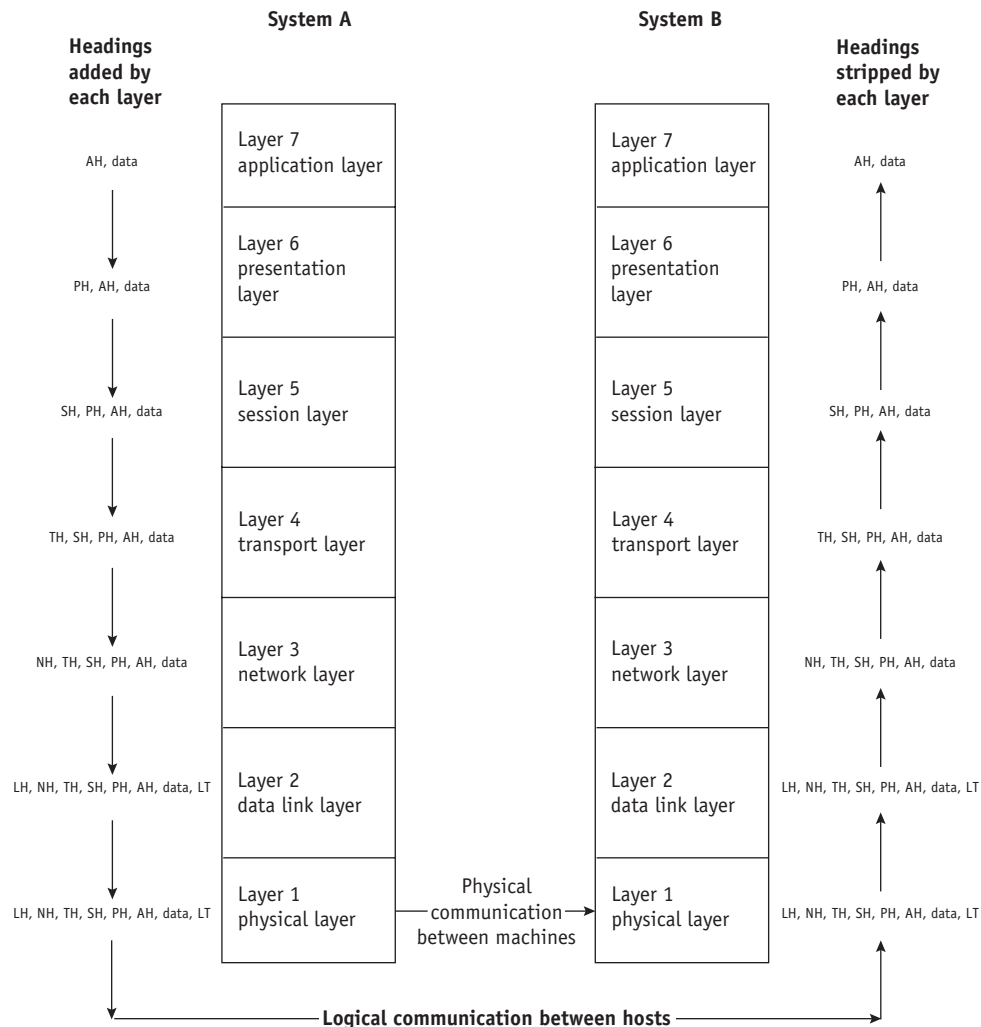 System A
System B
Headings
added by
each layer
Headings
stripped by
each layer
AH, data
Layer 7
application layer
Layer 7
application layer
AH, data
PH, AH, data
Layer 6
presentation
layer
Layer 6
presentation
layer
PH, AH, data
SH, PH, AH, data
Layer 5
session layer
Layer 5
session layer
SH, PH, AH, data
TH, SH, PH, AH, data
Layer 4
transport layer
Layer 4
transport layer
TH, SH, PH, AH, data
NH, TH, SH, PH, AH, data
Layer 3
network layer
Layer 3
network layer
NH, TH, SH, PH, AH, data
LH, NH, TH, SH, PH, AH, data, LT
Layer 2
data link layer
Layer 2
data link layer
LH, NH, TH, SH, PH, AH, data, LT
LH, NH, TH, SH, PH, AH, data, LT
Layer 1
physical layer
Physical
communication
between machines
Layer 1
physical layer
LH, NH, TH, SH, PH, AH, data, LT
Logical communication between hosts